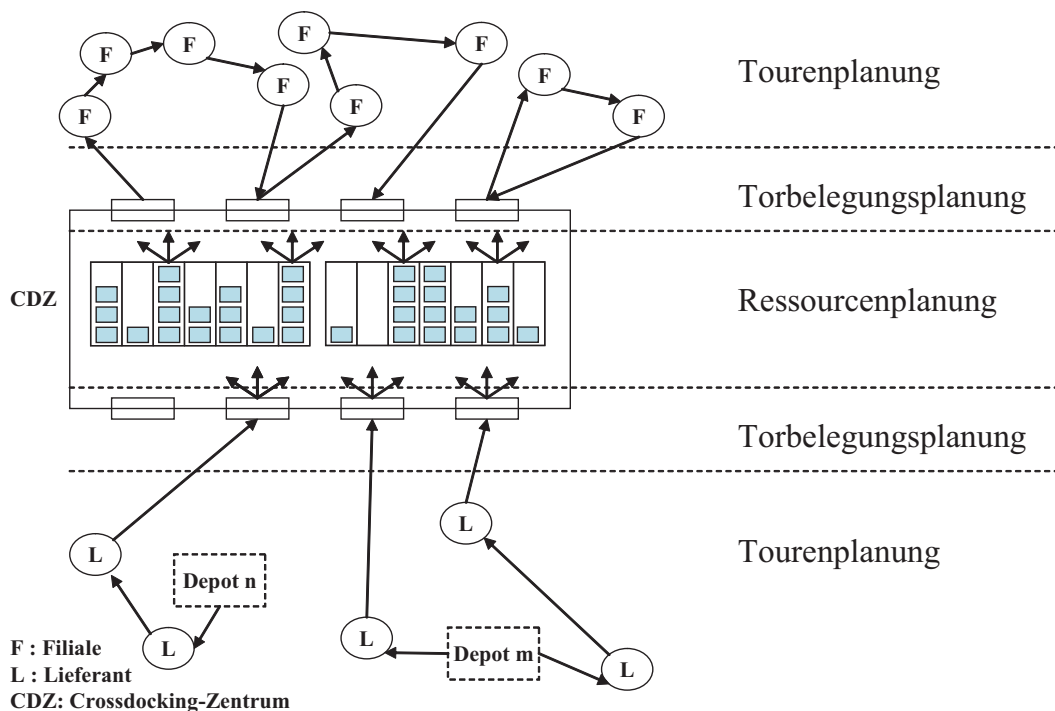 F
F
F
F
F
F
F
F
F
Tourenplanung
Torbelegungsplanung
CDZ
Ressourcenplanung
Torbelegungsplanung
L
L
L
L
L
Depot n
Depot m
Tourenplanung
F : Filiale
L : Lieferant
CDZ: Crossdocking-Zentrum